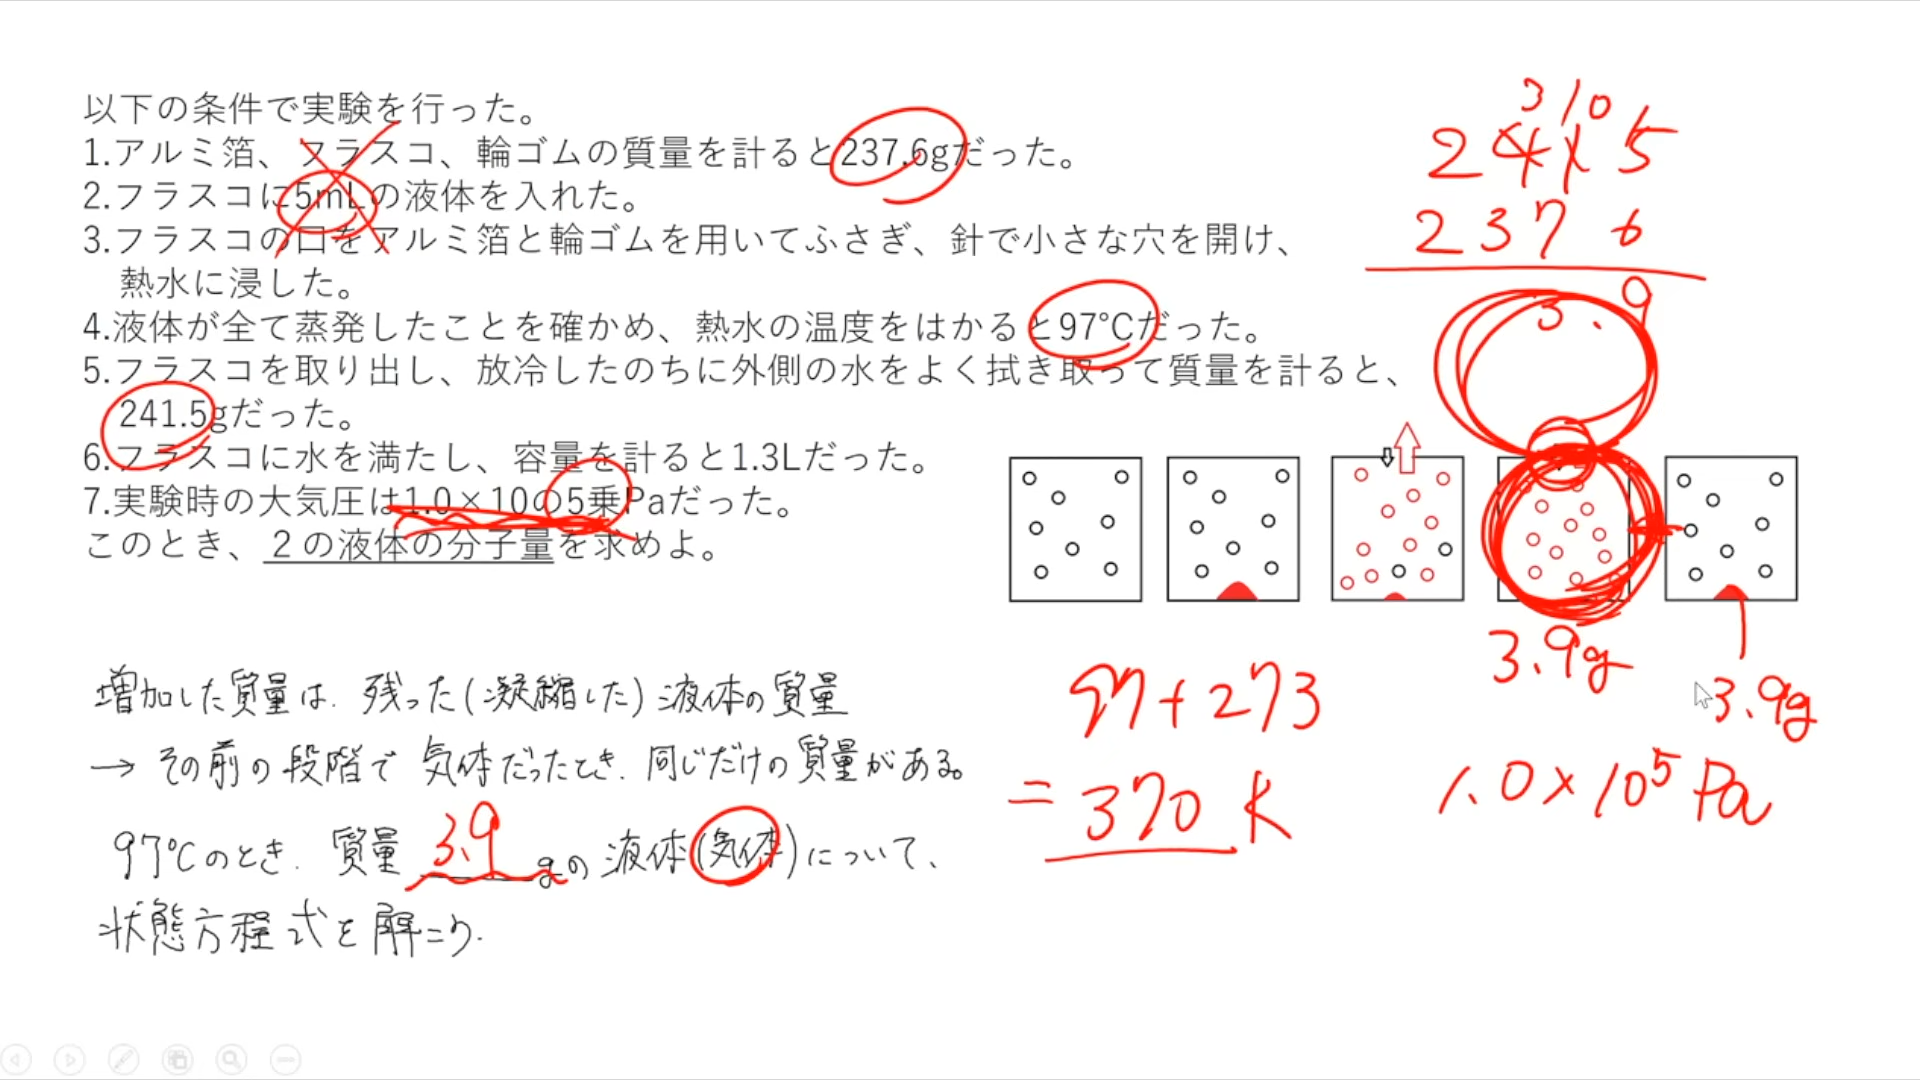 以下の条件で実験を行った。
1.アルミ箔、フラスコ、輪ゴムの質量を計ると237.6gだった。
2.フラスコに5mLの液体を入れた。
3.フラスコの口をアルミ箔と輪ゴムを用いてふさぎ、針で小さな穴を開け、
熱水に浸した。
4.液体が全て蒸発したことを確かめ、熱水の温度をはかると97℃だった。
5.フラスコを取り出し、放冷したのちに外側の水をよく拭き取って質量を計ると、
241.5gだった。
6.フラスコに水を満たし、容量を計ると1.3Lだった。
7.実験時の大気圧は1.0×10の5乗Paだった。
このとき、２の液体の分子量を求めよ。
3 10
2 4 1 5
2 3 7 6
3.9
3.9g
3.9g
増加した質量は、残った(凝縮した)液体の質量
→ その前の段階で 気体だったとき、同じだけの質量がある。
97℃のとき、質量 3.9 gの液体(気体)について、
状態方程式を解こう.
97+273
= 370 K
1.0×10⁵ Pa